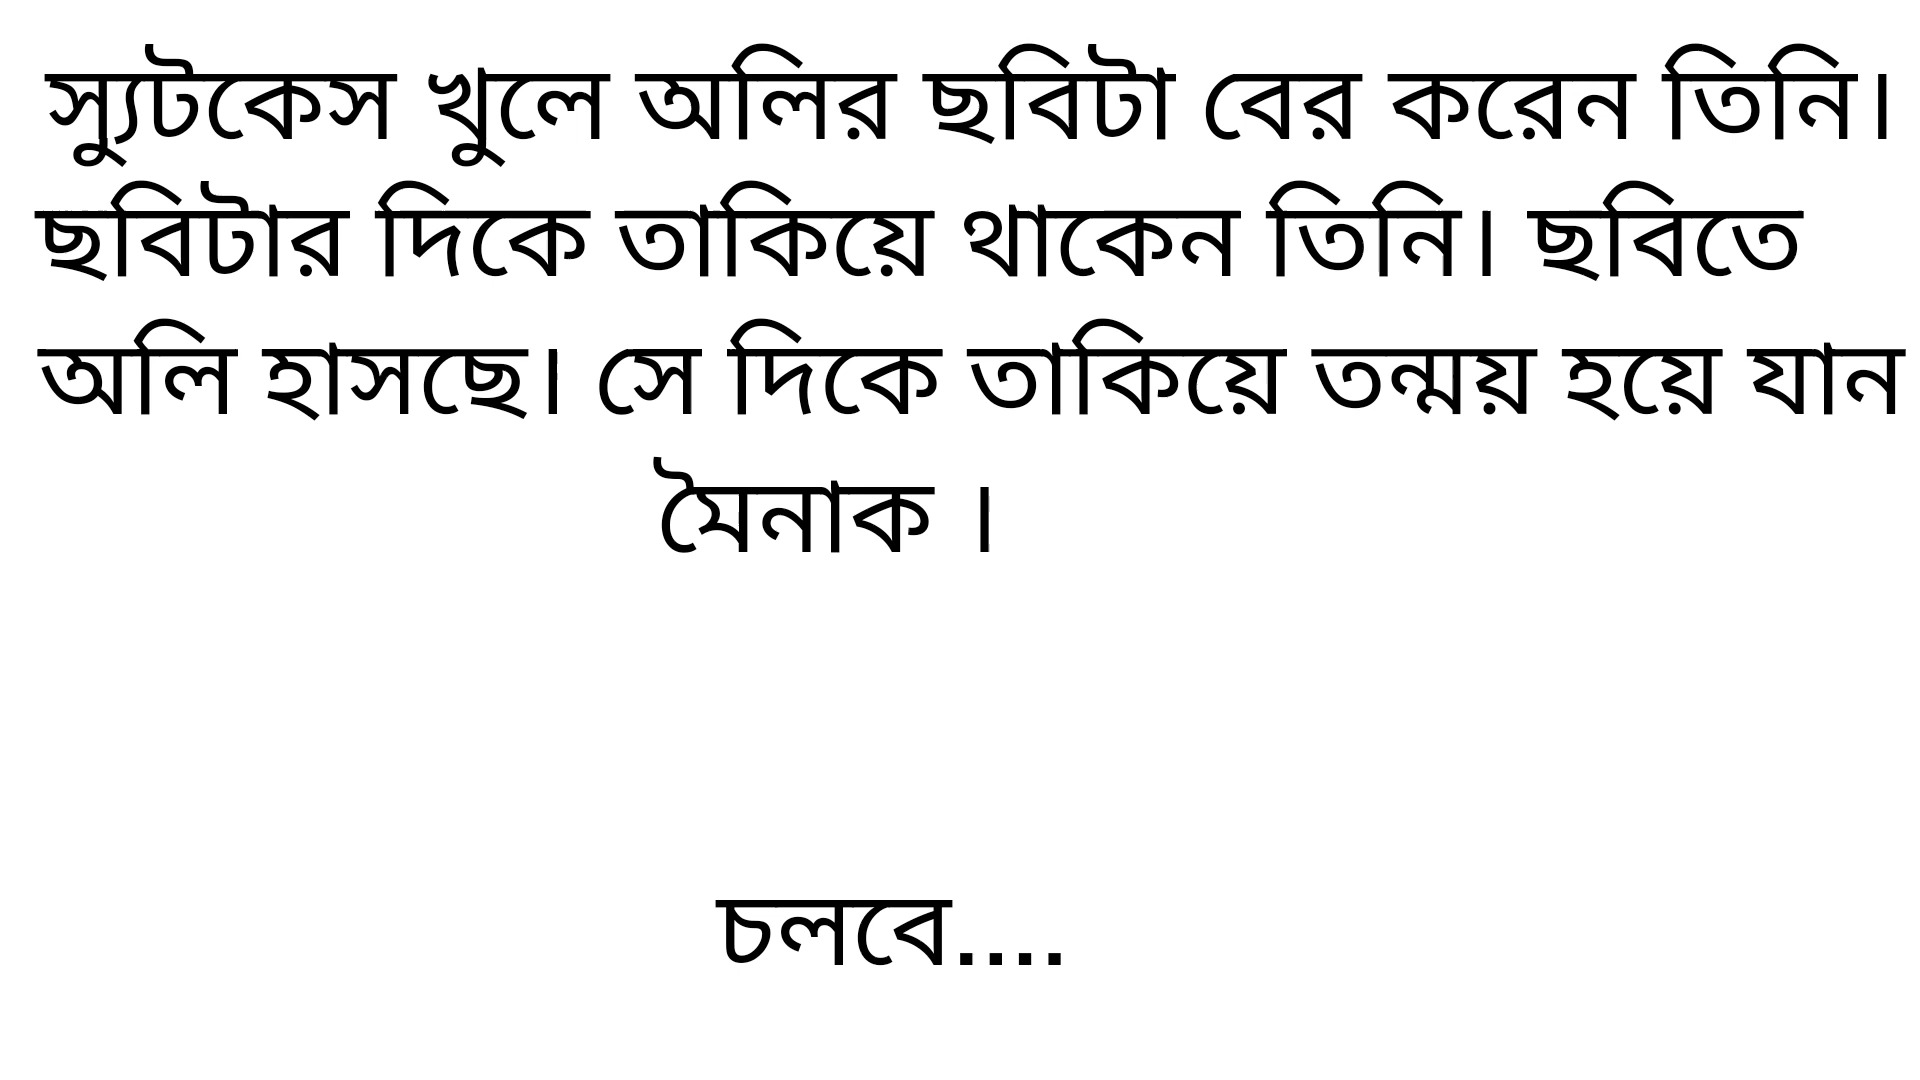 স্যুটকেস খুলে অলির ছবিটা বের করেন তিনি।
ছবিটার দিকে তাকিয়ে থাকেন তিনি। ছবিতে
অলি হাসছে। সে দিকে তাকিয়ে তন্ময় হয়ে যান
মৈনাক ।
চলবে....